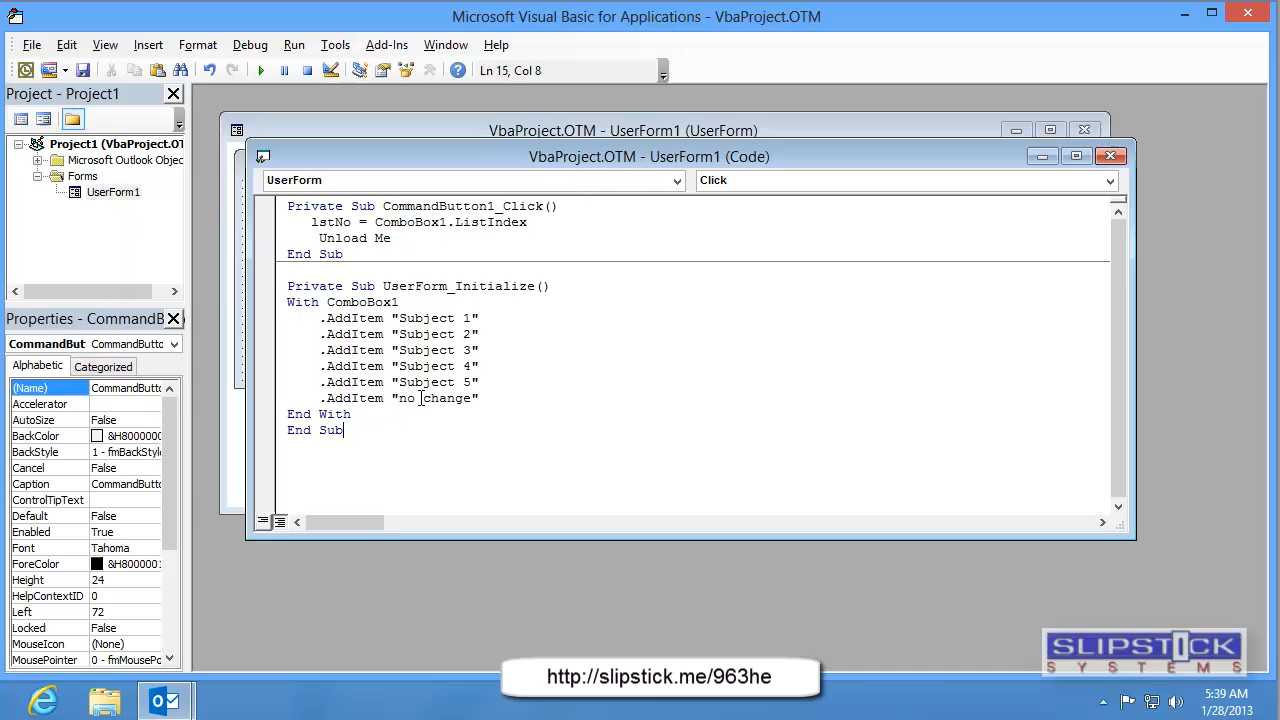 Microsoft Visual Basic for Applications - VbaProject.OTM
File Edit View Insert Format Debug Run Tools Add-Ins Window Help
Ln 15, Col 8
Project - Project1
Project1 (VbaProject.OT
Microsoft Outlook Objec
Forms
UserForm1
VbaProject.OTM - UserForm1 (UserForm)
VbaProject.OTM - UserForm1 (Code)
UserForm Click
Private Sub CommandButton1_Click()
lstNo = ComboBox1.ListIndex
Unload Me
End Sub
Private Sub UserForm_Initialize()
With ComboBox1
.AddItem "Subject 1"
.AddItem "Subject 2"
.AddItem "Subject 3"
.AddItem "Subject 4"
.AddItem "Subject 5"
.AddItem "no change"
End With
End Sub
Properties - CommandB
CommandBut CommandButto
Alphabetic Categorized
(Name) CommandButto
Accelerator
AutoSize False
BackColor &H8000000
BackStyle 1 - fmBackStyl
Cancel False
Caption CommandButto
ControlTipText
Default False
Enabled True
Font Tahoma
ForeColor &H8000001
Height 24
HelpContextID 0
Left 72
Locked False
MouseIcon (None)
MousePointer 0 - fmMousePo
SLIPSTICK
SYSTEMS
http://slipstick.me/963he
5:39 AM
1/28/2013